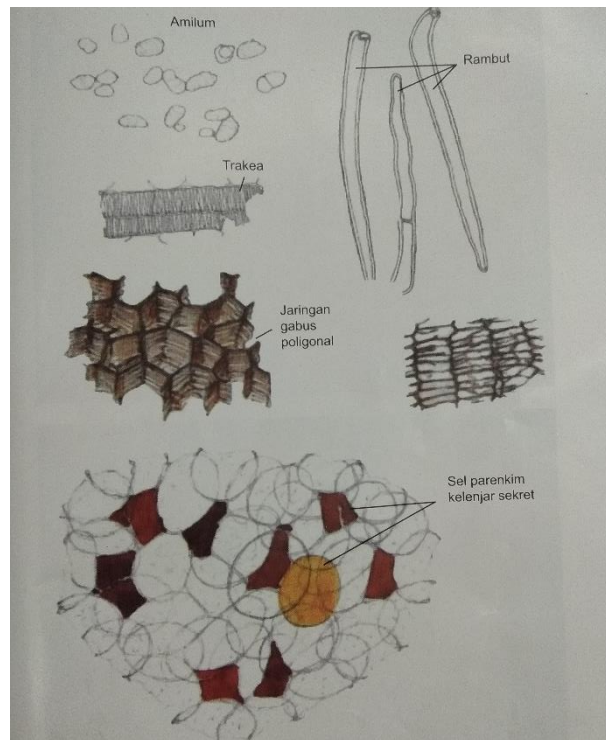 Amilum
Rambut
Trakea
Jaringan
gabus
poligonal
Sel parenkim
kelenjar sekret